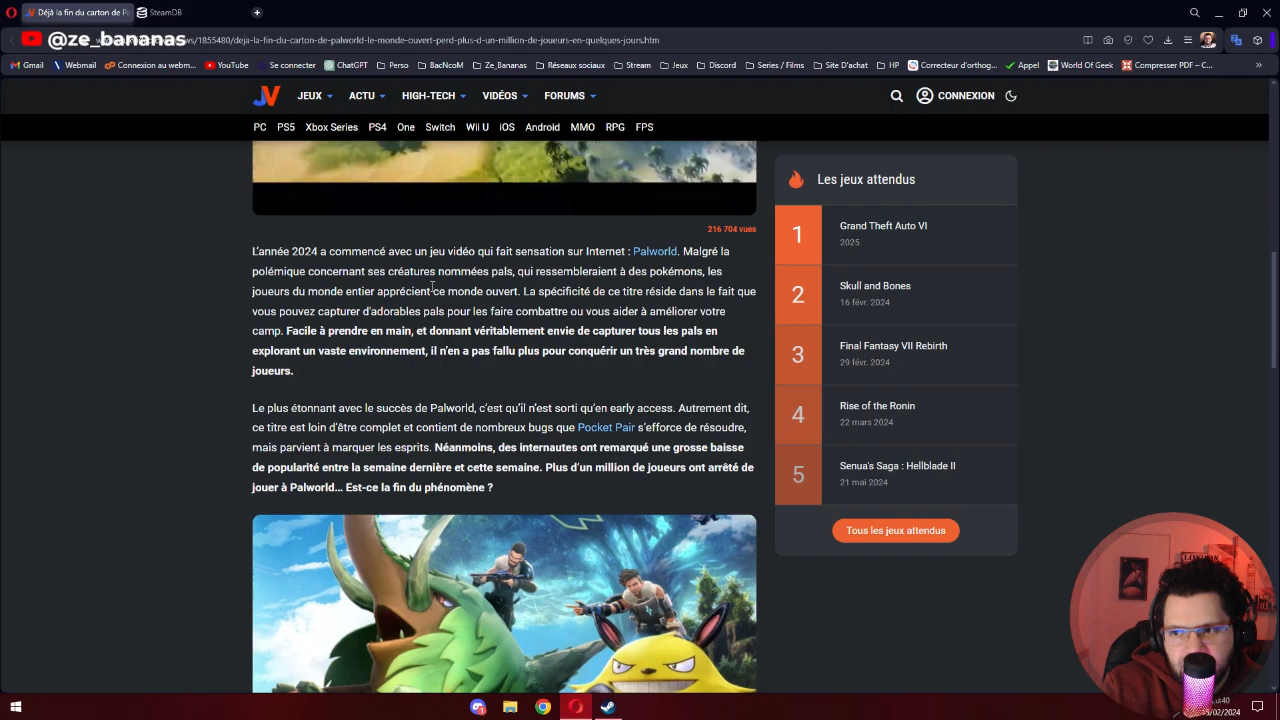 Déjà la fin du carton de P
SteamDB
@ze_bananas
ws/1855480/deja-la-fin-du-carton-de-palworld-le-monde-ouvert-perd-plus-d-un-million-de-joueurs-en-quelques-jours.htm
Gmail
Webmail
Connexion au webm...
YouTube
Se connecter
ChatGPT
Perso
BacNcoM
Ze_Bananas
Réseaux sociaux
Stream
Jeux
Discord
Series / Films
Site D'achat
HP
Correcteur d'orthog...
Appel
World Of Geek
Compresser PDF – C...
JV JEUX ACTU HIGH-TECH VIDÉOS FORUMS CONNEXION
PC PS5 Xbox Series PS4 One Switch Wii U iOS Android MMO RPG FPS
216 704 vues
L'année 2024 a commencé avec un jeu vidéo qui fait sensation sur Internet : Palworld. Malgré la
polémique concernant ses créatures nommées pals, qui ressembleraient à des pokémons, les
joueurs du monde entier apprécient ce monde ouvert. La spécificité de ce titre réside dans le fait que
vous pouvez capturer d'adorables pals pour les faire combattre ou vous aider à améliorer votre
camp. Facile à prendre en main, et donnant véritablement envie de capturer tous les pals en
explorant un vaste environnement, il n'en a pas fallu plus pour conquérir un très grand nombre de
joueurs.
Le plus étonnant avec le succès de Palworld, c'est qu'il n'est sorti qu'en early access. Autrement dit,
ce titre est loin d'être complet et contient de nombreux bugs que Pocket Pair s'efforce de résoudre,
mais parvient à marquer les esprits. Néanmoins, des internautes ont remarqué une grosse baisse
de popularité entre la semaine dernière et cette semaine. Plus d'un million de joueurs ont arrêté de
jouer à Palworld... Est-ce la fin du phénomène ?
Les jeux attendus
1
Grand Theft Auto VI
2025
2
Skull and Bones
16 févr. 2024
3
Final Fantasy VII Rebirth
29 févr. 2024
4
Rise of the Ronin
22 mars 2024
5
Senua's Saga : Hellblade II
21 mai 2024
Tous les jeux attendus
LONDON
:40
/02/2024